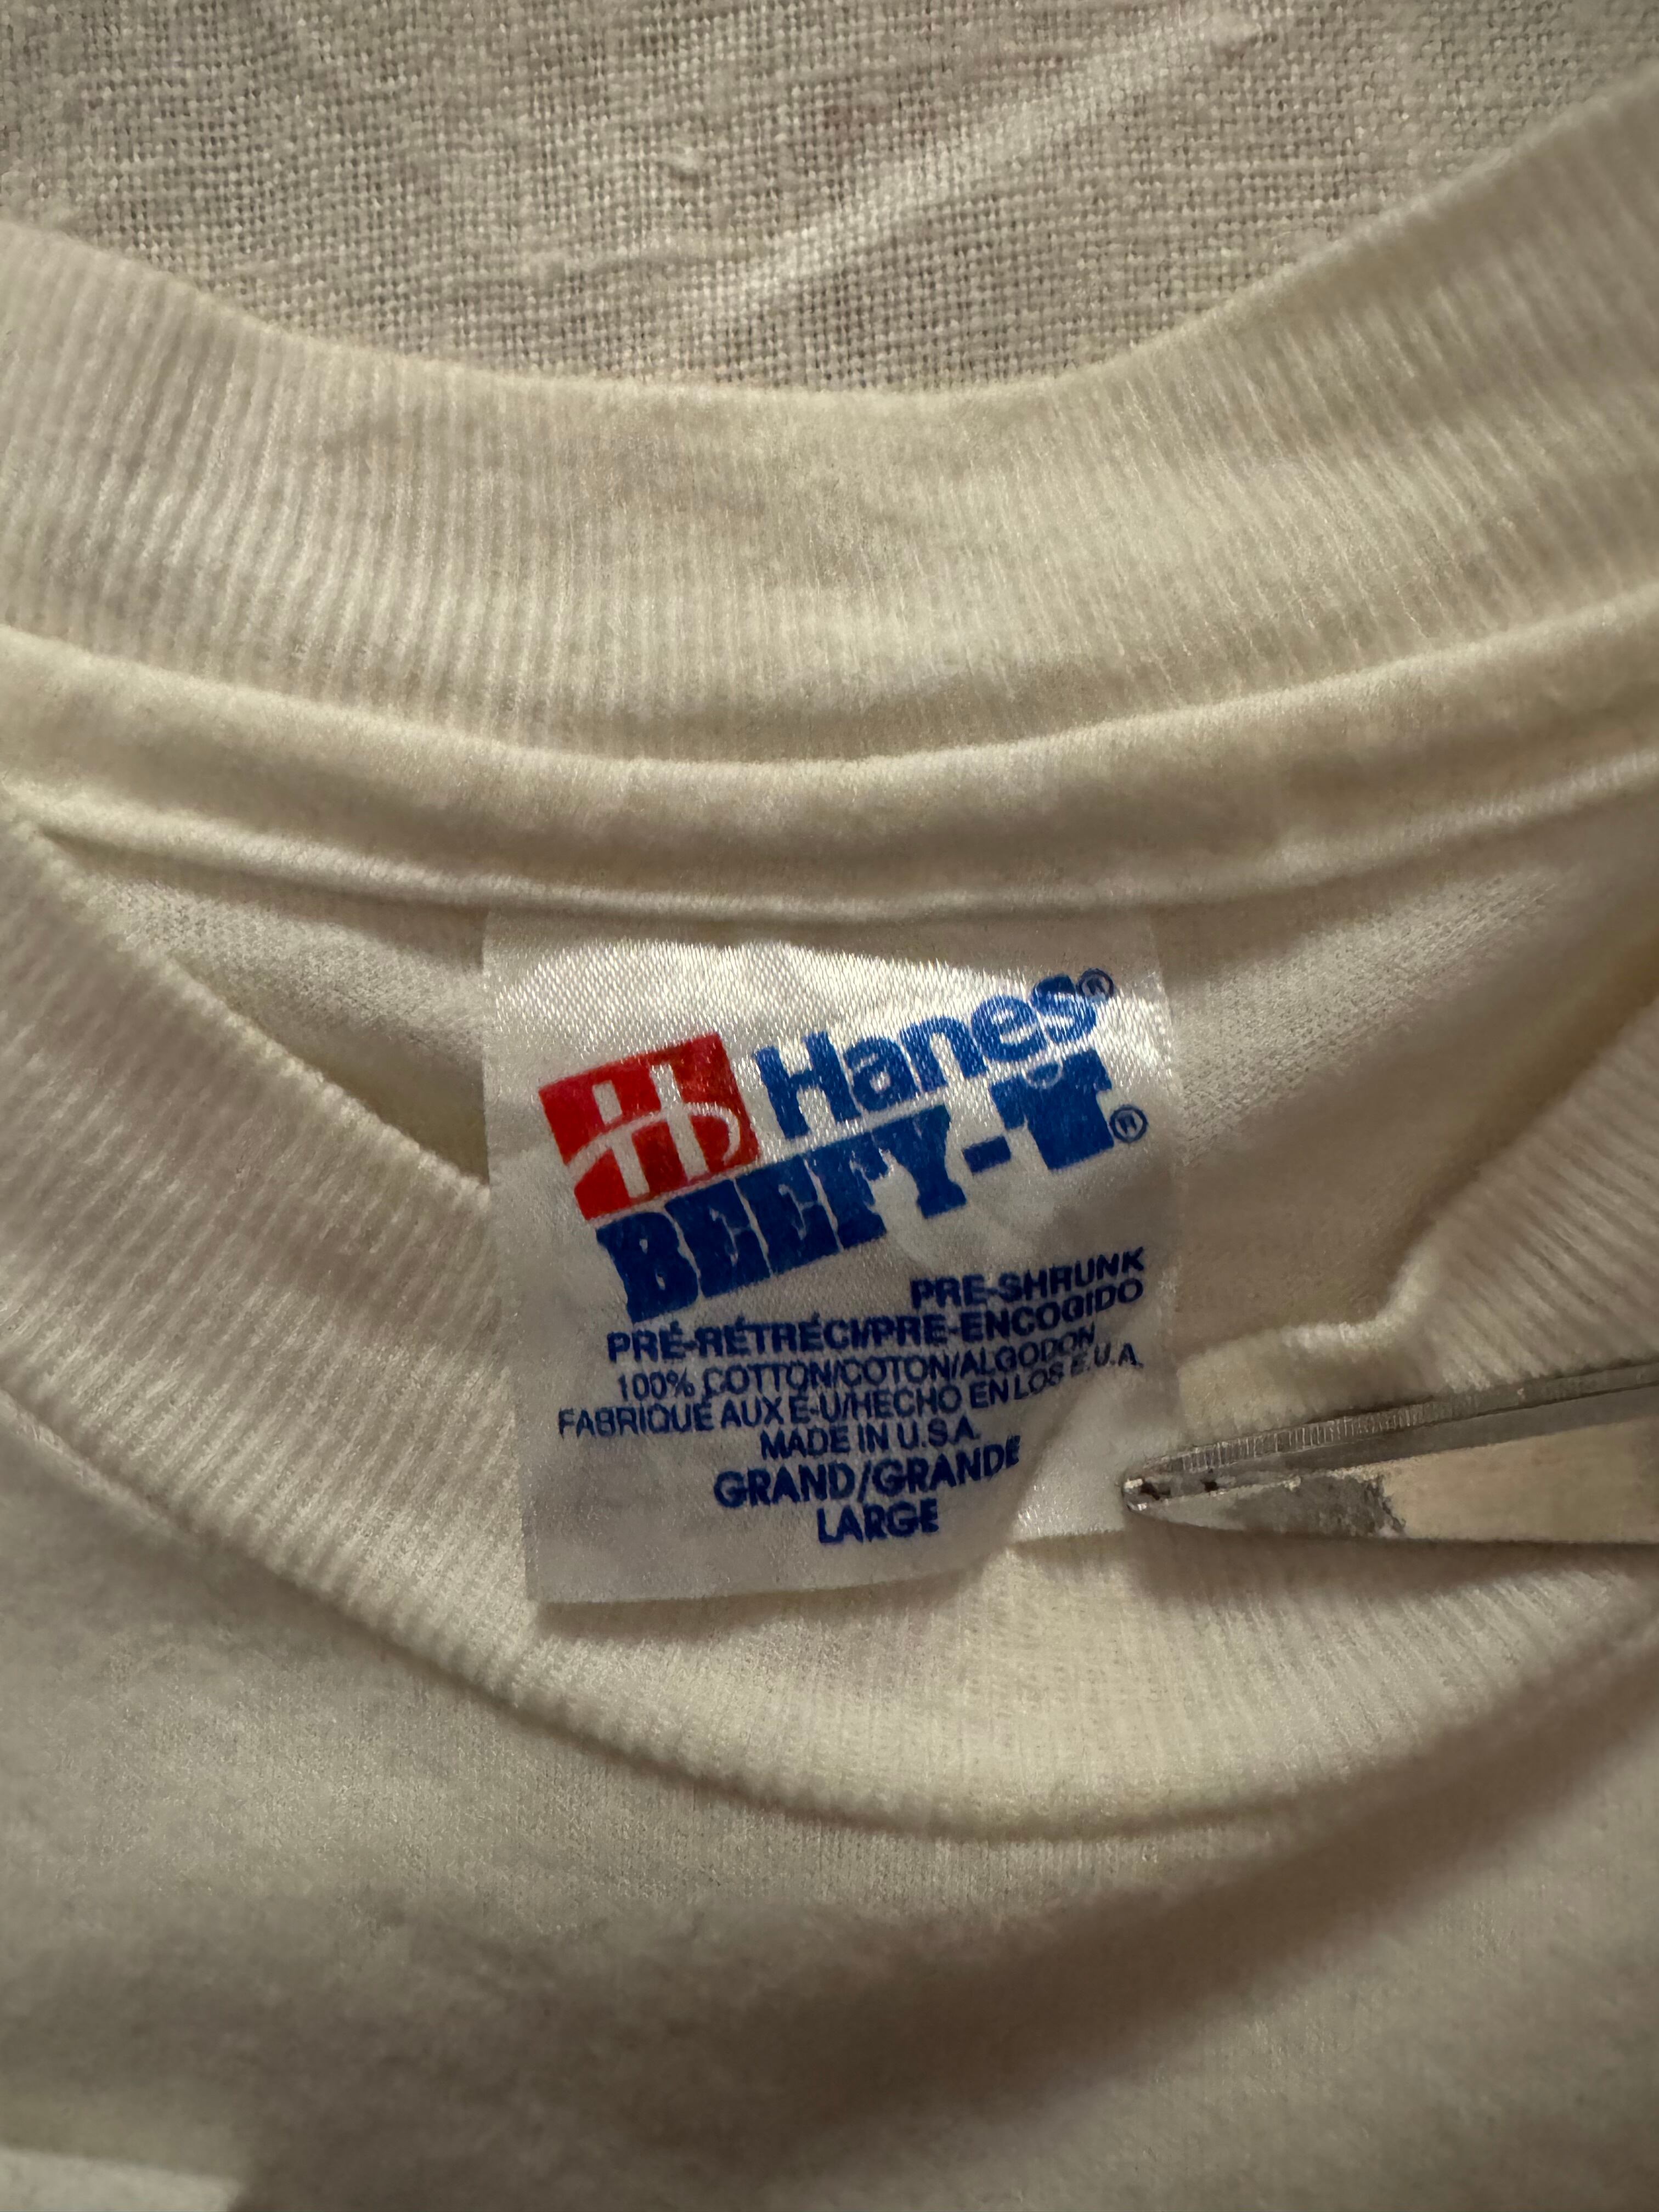 Hanes®
BEEFY-T®
PRE-SHRUNK
PRÉ-RÉTRÉCI/PRE-ENCOGIDO
100% COTTON/COTON/ALGODON
FABRIQUÉ AUX É-U/HECHO EN LOS E.U.A.
MADE IN U.S.A.
GRAND/GRANDE
LARGE